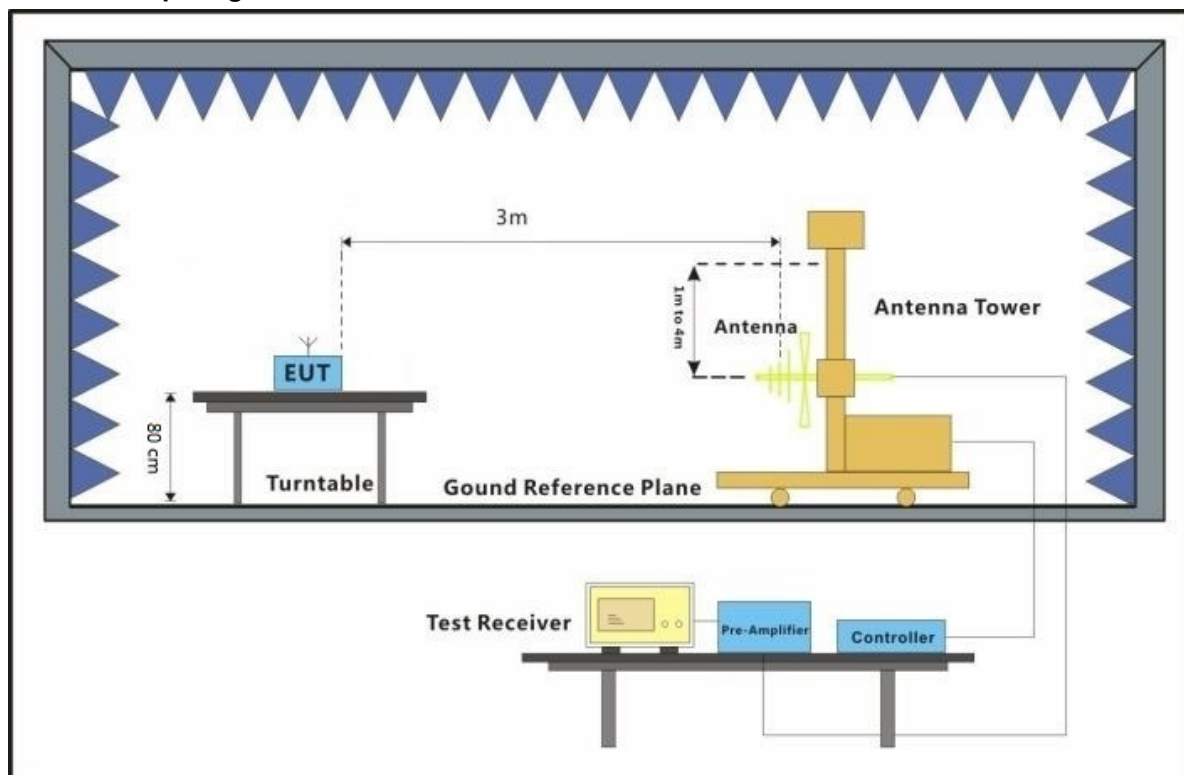 3m
1m to 4m
Antenna
Antenna Tower
EUT
80 cm
Turntable
Gound Reference Plane
Test Receiver
Pre-Amplifier
Controller